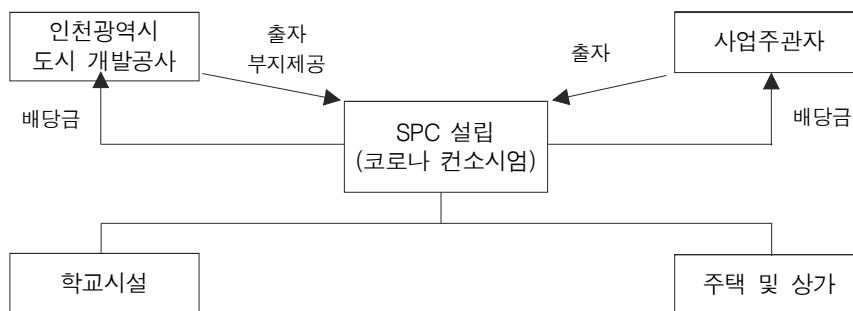 인천광역시
도시 개발공사
출자
부지제공
출자
사업주관자
배당금
SPC 설립
(코로나 컨소시엄)
배당금
학교시설
주택 및 상가